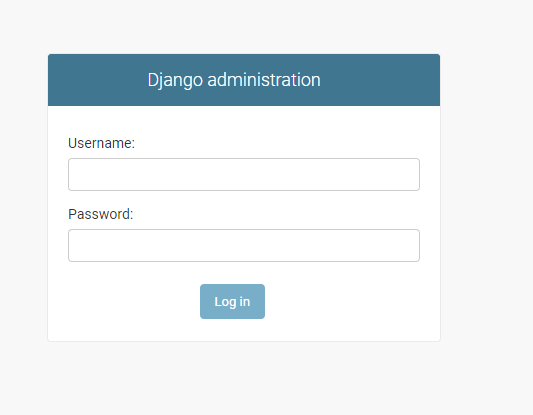 Django administration
Username:
Password:
Log in